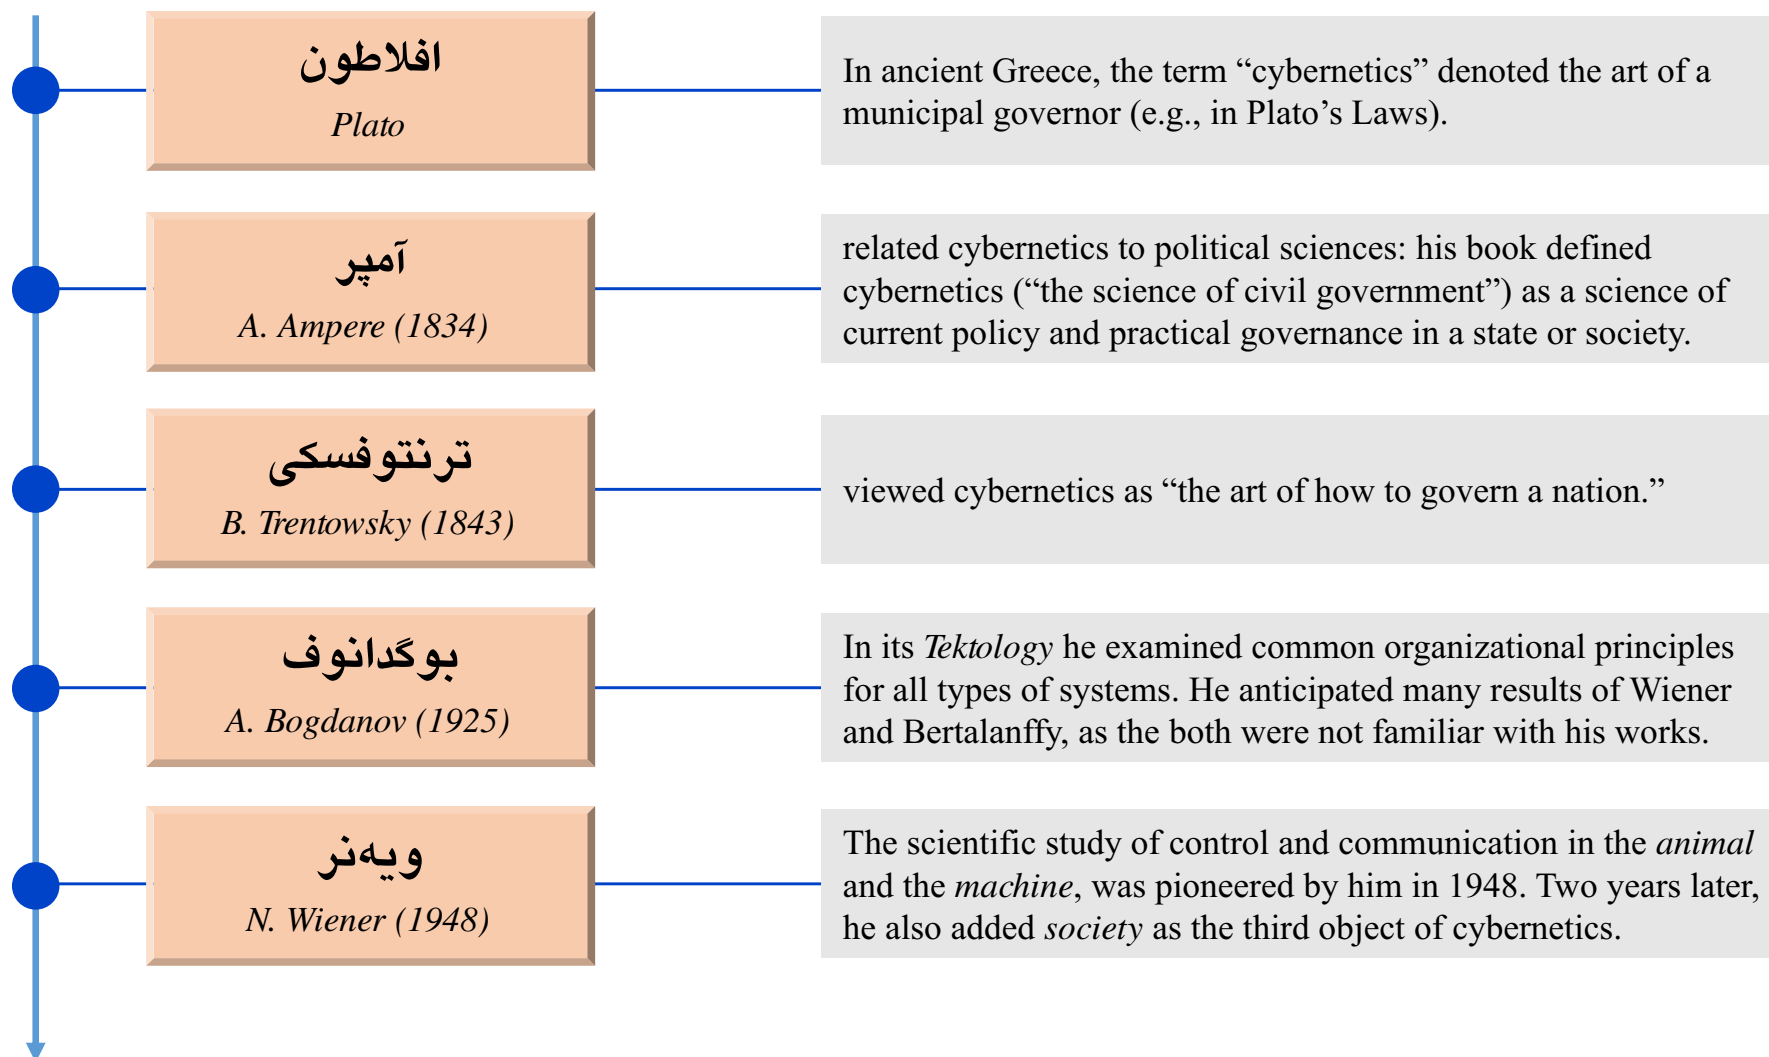 افلاطون
Plato
In ancient Greece, the term “cybernetics” denoted the art of a
municipal governor (e.g., in Plato’s Laws).
آمپر
A. Ampere (1834)
related cybernetics to political sciences: his book defined
cybernetics (“the science of civil government”) as a science of
current policy and practical governance in a state or society.
ترنتوفسکی
B. Trentowsky (1843)
viewed cybernetics as “the art of how to govern a nation.”
بوگدانوف
A. Bogdanov (1925)
In its Tektology he examined common organizational principles
for all types of systems. He anticipated many results of Wiener
and Bertalanffy, as the both were not familiar with his works.
ویه‌نر
N. Wiener (1948)
The scientific study of control and communication in the animal
and the machine, was pioneered by him in 1948. Two years later,
he also added society as the third object of cybernetics.